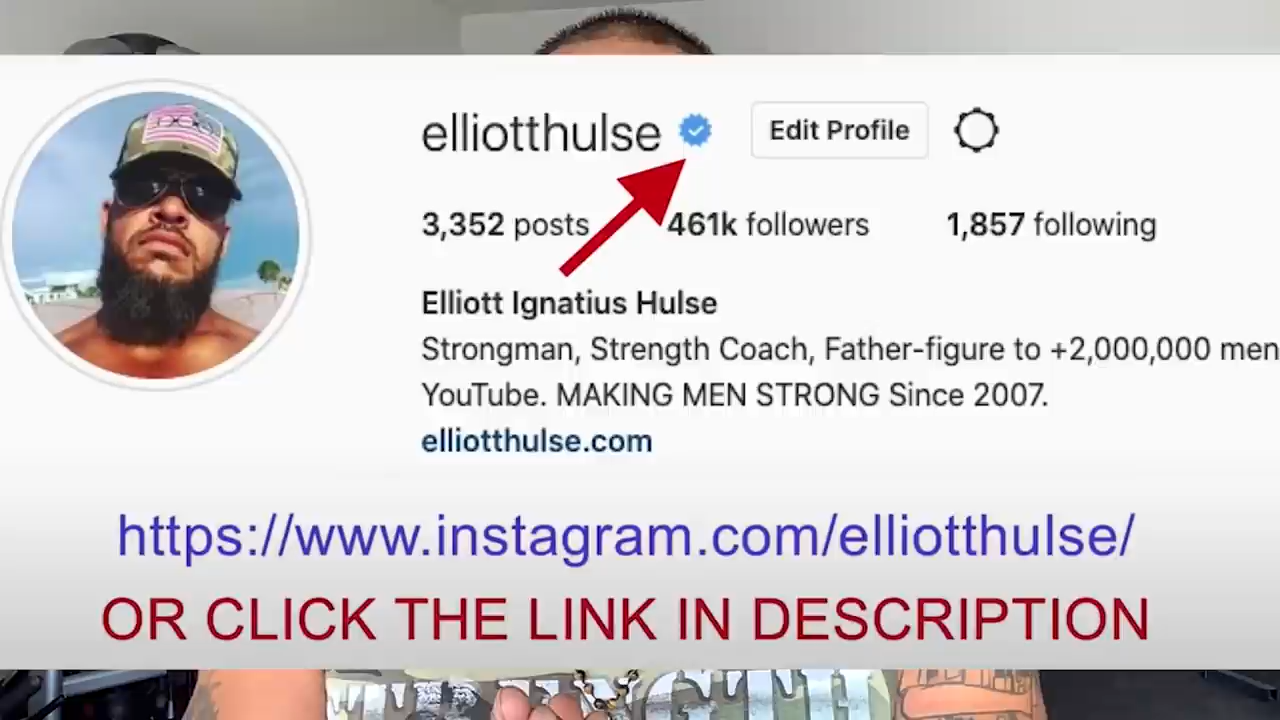 elliotthulse Edit Profile
3,352 posts 461k followers 1,857 following
Elliott Ignatius Hulse
Strongman, Strength Coach, Father-figure to +2,000,000 men
YouTube. MAKING MEN STRONG Since 2007.
elliotthulse.com
https://www.instagram.com/elliotthulse/
OR CLICK THE LINK IN DESCRIPTION